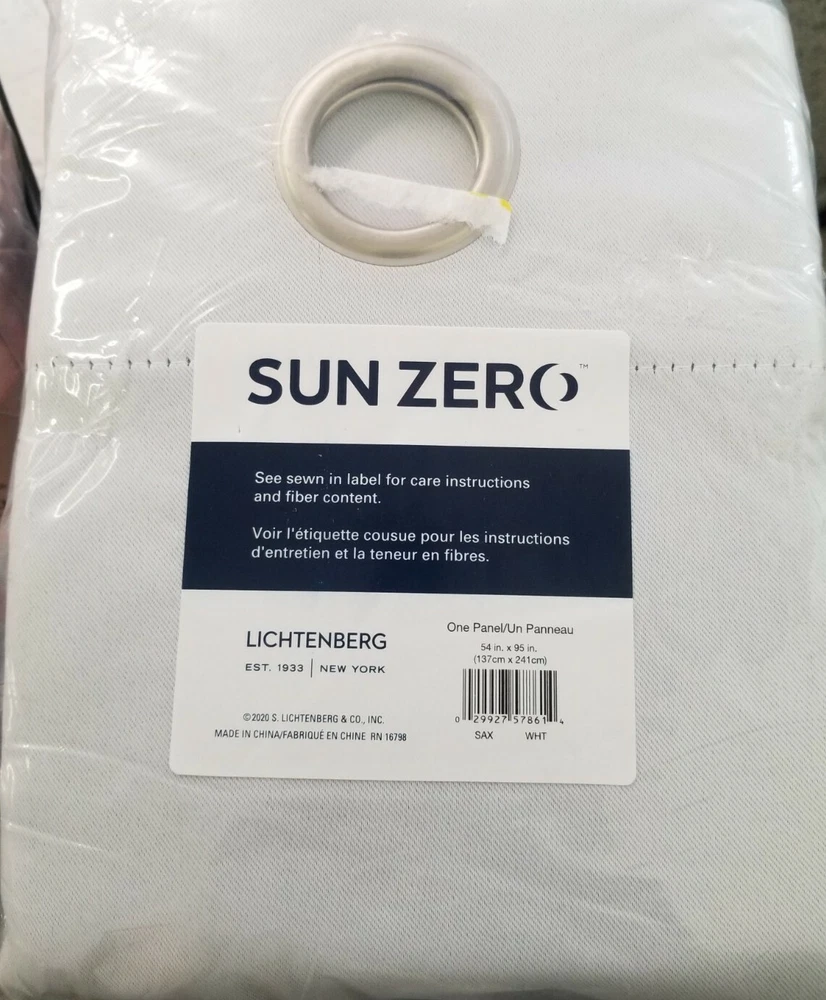 SUN ZERO™
See sewn in label for care instructions
and fiber content.
Voir l'étiquette cousue pour les instructions
d'entretien et la teneur en fibres.
LICHTENBERG
EST. 1933 | NEW YORK
©2020 S. LICHTENBERG & CO., INC.
MADE IN CHINA/FABRIQUÉ EN CHINE RN 16798
One Panel/Un Panneau
54 in. x 95 in.
(137cm x 241cm)
0 29927 57861 4
SAX WHT